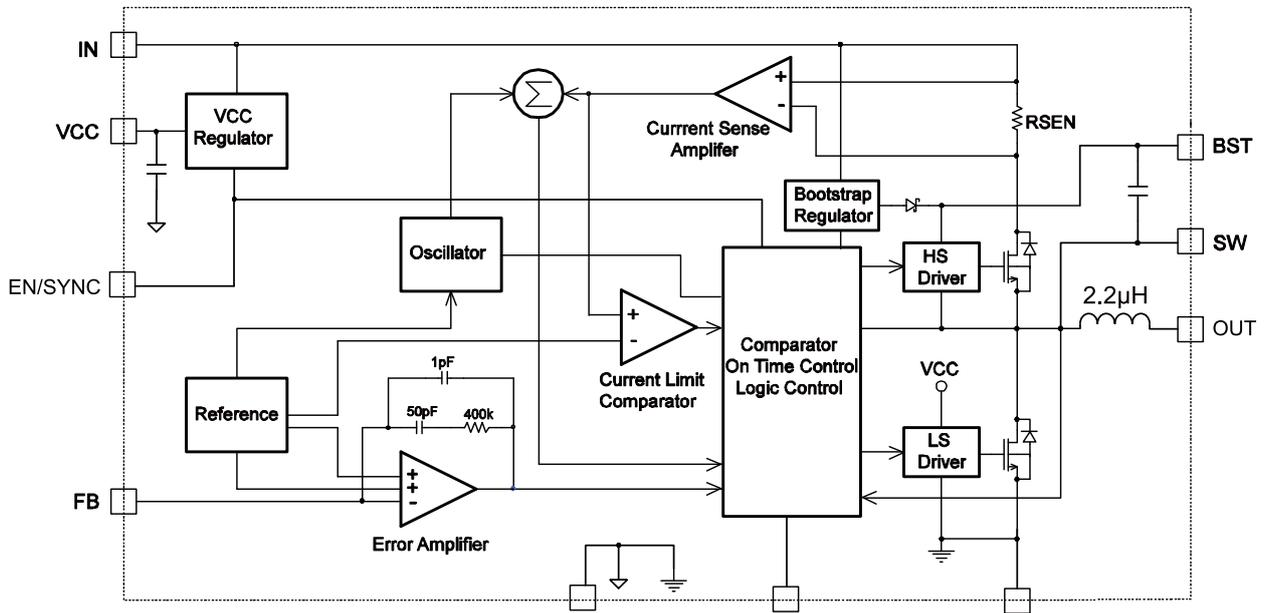 IN
VCC
EN/SYNC
FB
VCC
Regulator
Σ
+
-
Currrent Sense
Amplifer
RSEN
Bootstrap
Regulator
BST
SW
OUT
2.2µH
Oscillator
HS
Driver
+
-
Current Limit
Comparator
Comparator
On Time Control
Logic Control
VCC
LS
Driver
Reference
1pF
50pF
400k
+
+
-
Error Amplifier